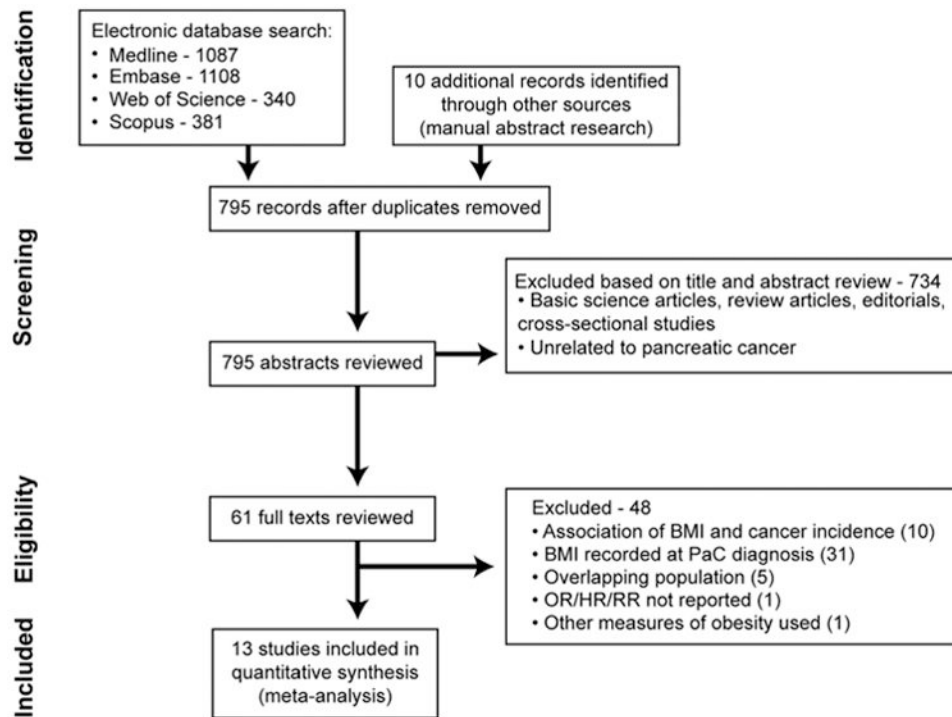 Identification
Electronic database search:
• Medline - 1087
• Embase - 1108
• Web of Science - 340
• Scopus - 381
10 additional records identified
through other sources
(manual abstract research)
795 records after duplicates removed
Screening
Excluded based on title and abstract review - 734
• Basic science articles, review articles, editorials,
cross-sectional studies
• Unrelated to pancreatic cancer
795 abstracts reviewed
Eligibility
61 full texts reviewed
Excluded - 48
• Association of BMI and cancer incidence (10)
• BMI recorded at PaC diagnosis (31)
• Overlapping population (5)
• OR/HR/RR not reported (1)
• Other measures of obesity used (1)
Included
13 studies included in
quantitative synthesis
(meta-analysis)